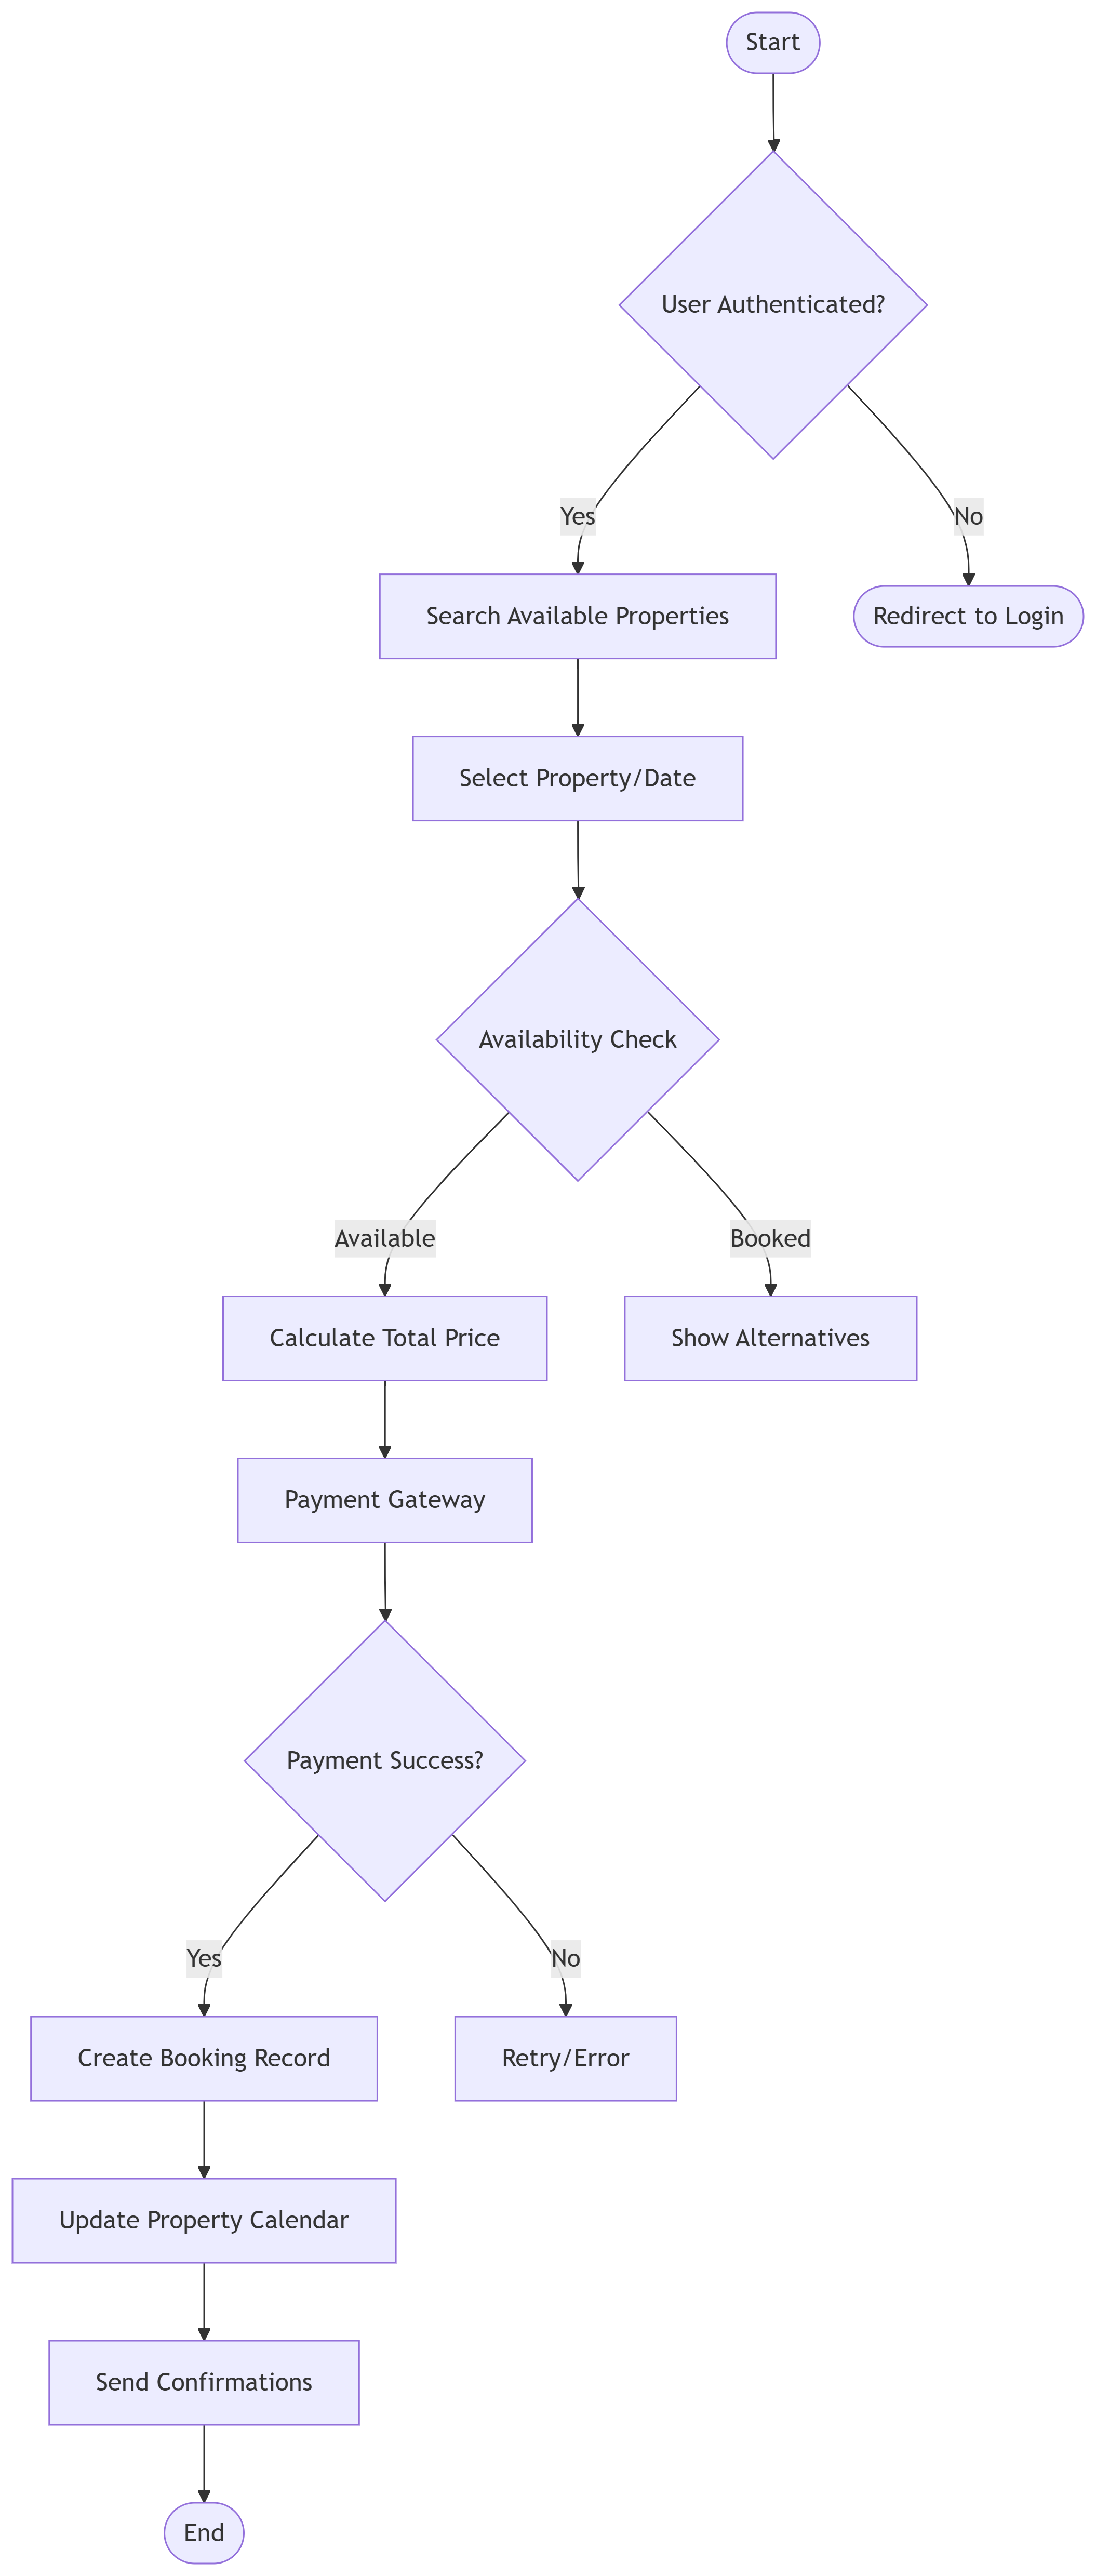 Start
User Authenticated?
Yes
No
Search Available Properties
Redirect to Login
Select Property/Date
Availability Check
Available
Booked
Calculate Total Price
Show Alternatives
Payment Gateway
Payment Success?
Yes
No
Create Booking Record
Retry/Error
Update Property Calendar
Send Confirmations
End